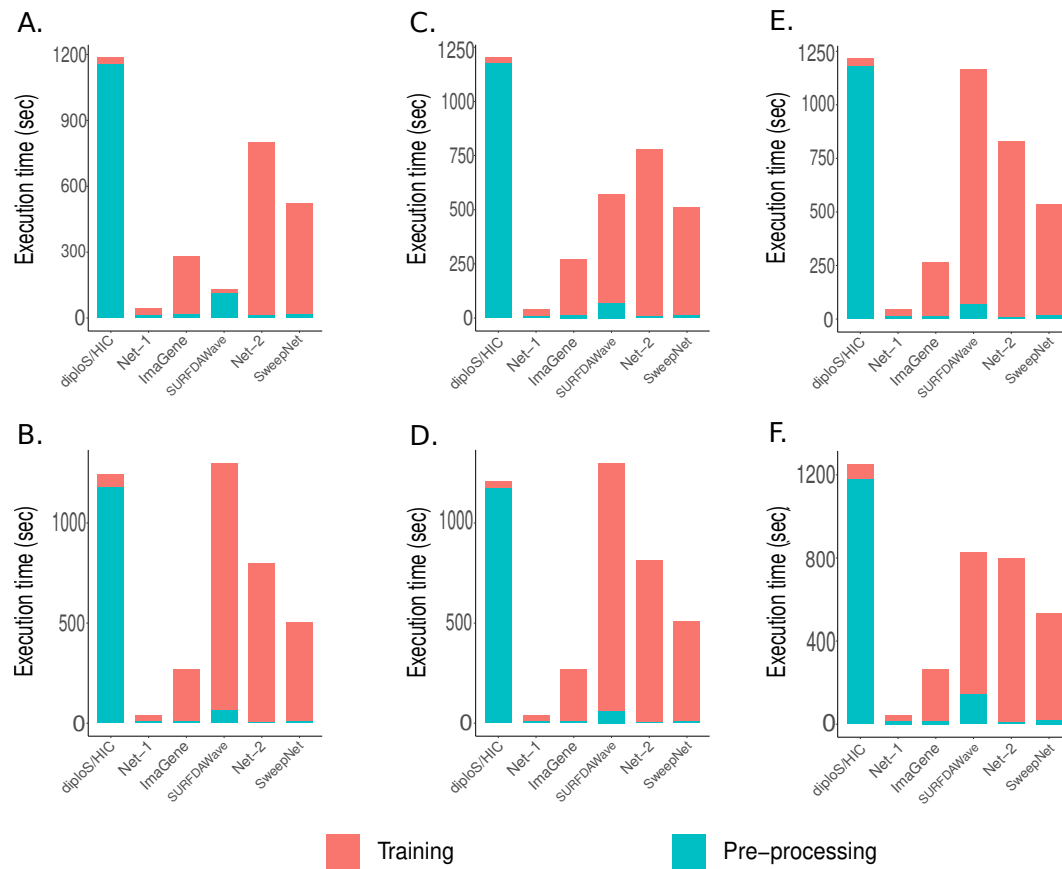 A.
Execution time (sec)
1200
900
600
300
0
diploS/HIC
Net-1
ImaGene
SURFDAWave
Net-2
SweepNet
C.
Execution time (sec)
1250
1000
750
500
250
0
diploS/HIC
Net-1
ImaGene
SURFDAWave
Net-2
SweepNet
E.
Execution time (sec)
1250
1000
750
500
250
0
diploS/HIC
Net-1
ImaGene
SURFDAWave
Net-2
SweepNet
B.
Execution time (sec)
1000
500
0
diploS/HIC
Net-1
ImaGene
SURFDAWave
Net-2
SweepNet
D.
Execution time (sec)
1000
500
0
diploS/HIC
Net-1
ImaGene
SURFDAWave
Net-2
SweepNet
F.
Execution time (sec)
1200
800
400
0
diploS/HIC
Net-1
ImaGene
SURFDAWave
Net-2
SweepNet
Training
Pre-processing